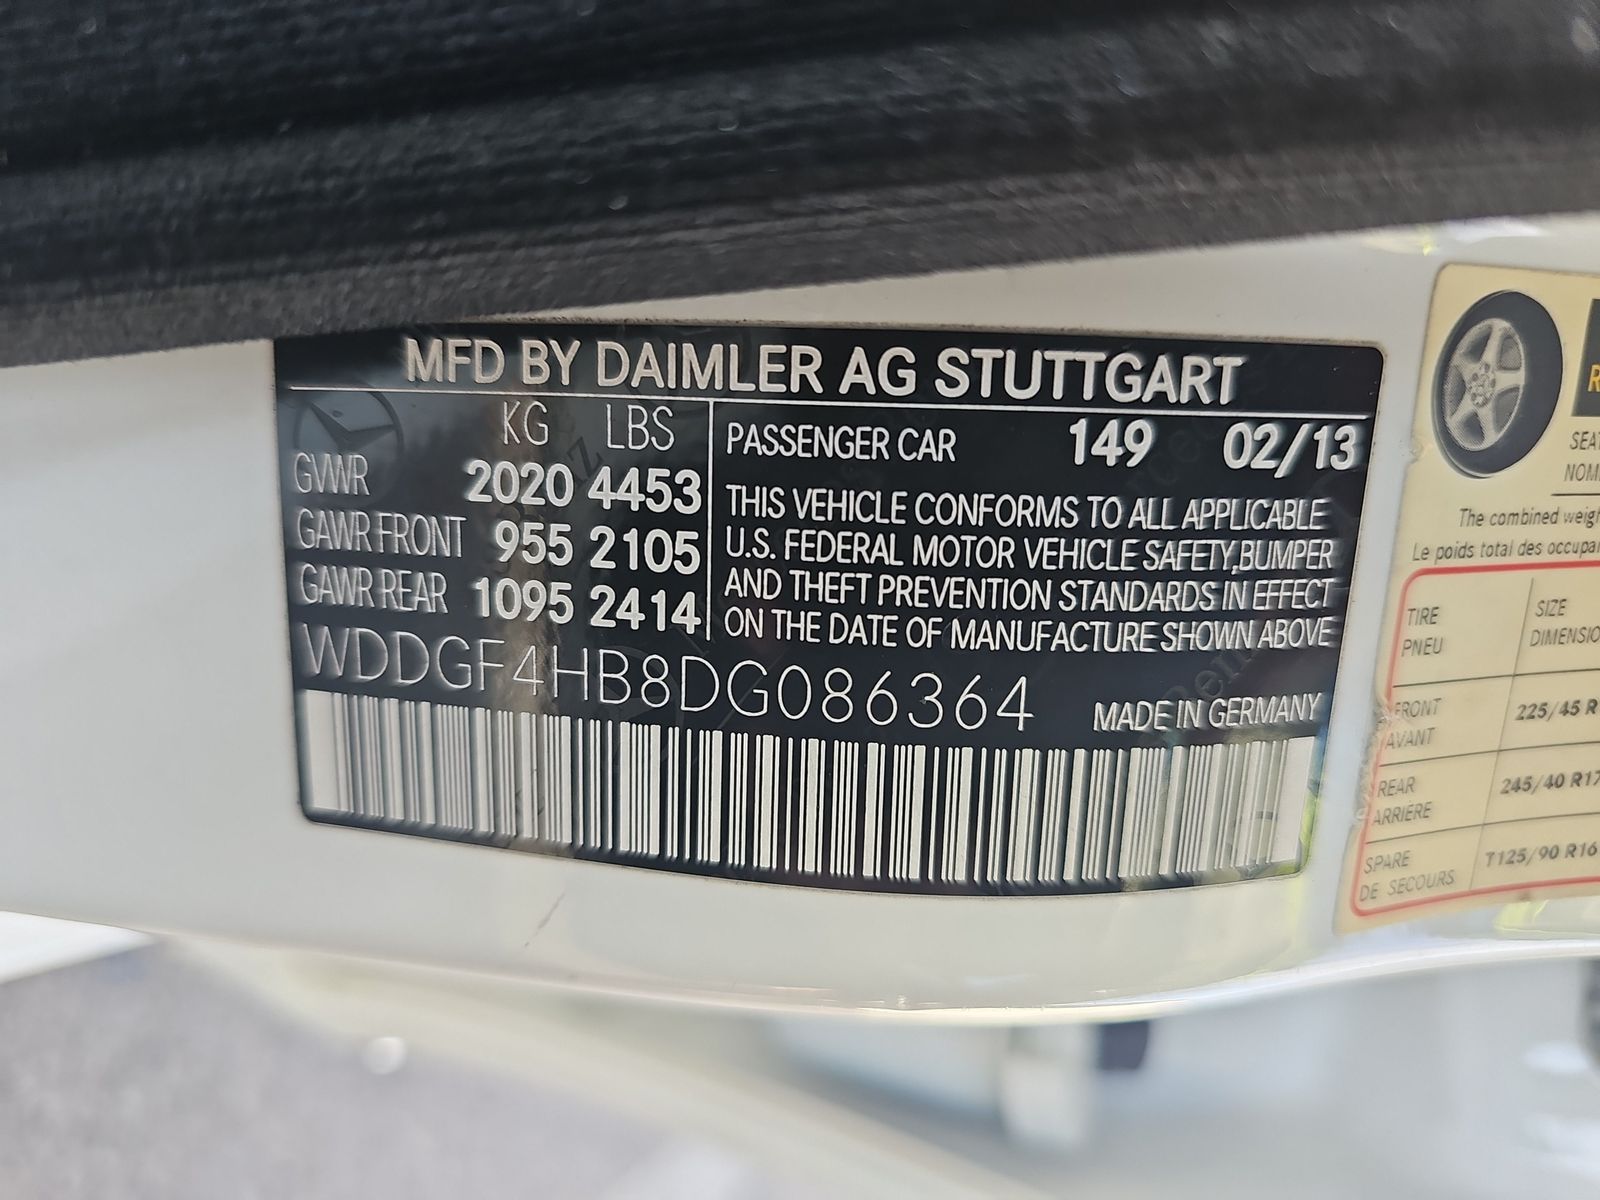 MFD BY DAIMLER AG STUTTGART
KG LBS
GVWR 2020 4453
GAWR FRONT 955 2105
GAWR REAR 1095 2414
PASSENGER CAR 149 02/13
THIS VEHICLE CONFORMS TO ALL APPLICABLE
U.S. FEDERAL MOTOR VEHICLE SAFETY,BUMPER
AND THEFT PREVENTION STANDARDS IN EFFECT
ON THE DATE OF MANUFACTURE SHOWN ABOVE
WDDGF4HB8DG086364
MADE IN GERMANY
The combined
Le poids total des
TIRE SIZE
PNEU
FRONT 225/45 R
AVANT
REAR 245/40 R17
ARRIÈRE
SPARE T125/90 R16
DE SECOURS